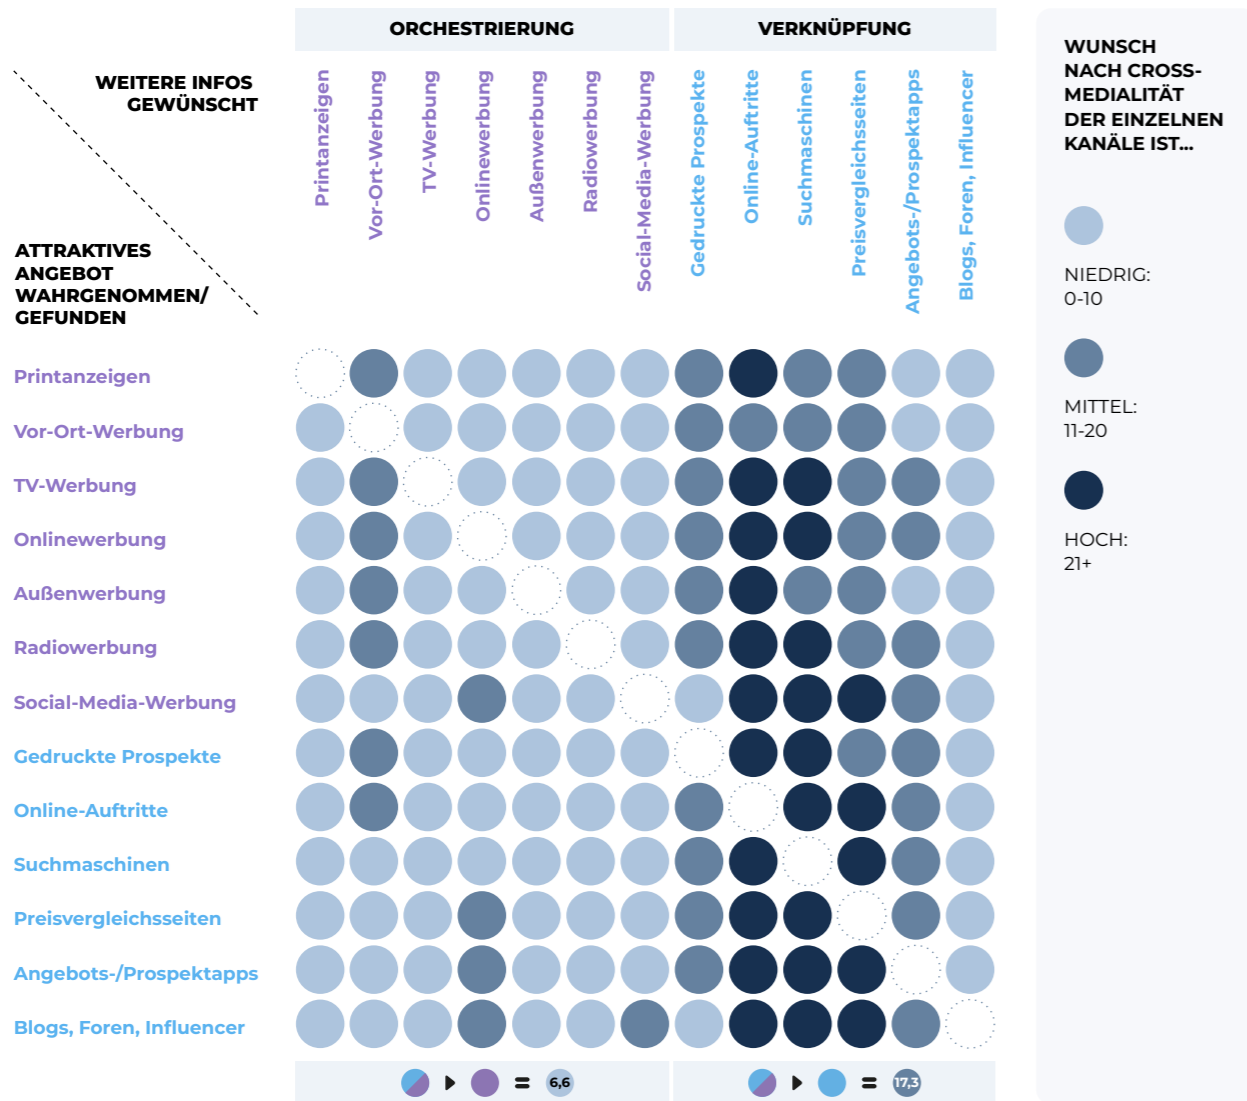 ORCHESTRIERUNG
VERKNÜPFUNG
WEITERE INFOS
GEWÜNSCHT
ATTRAKTIVES
ANGEBOT
WAHRGENOMMEN/
GEFUNDEN
Printanzeigen
Vor-Ort-Werbung
TV-Werbung
Onlinewerbung
Außenwerbung
Radiowerbung
Social-Media-Werbung
Gedruckte Prospekte
Online-Auftritte
Suchmaschinen
Preisvergleichsseiten
Angebots-/Prospektapps
Blogs, Foren, Influencer
Printanzeigen
Vor-Ort-Werbung
TV-Werbung
Onlinewerbung
Außenwerbung
Radiowerbung
Social-Media-Werbung
Gedruckte Prospekte
Online-Auftritte
Suchmaschinen
Preisvergleichsseiten
Angebots-/Prospektapps
Blogs, Foren, Influencer
= 6,6
= 17,3
WUNSCH
NACH CROSS-
MEDIALITÄT
DER EINZELNEN
KANÄLE IST...
NIEDRIG:
0-10
MITTEL:
11-20
HOCH:
21+